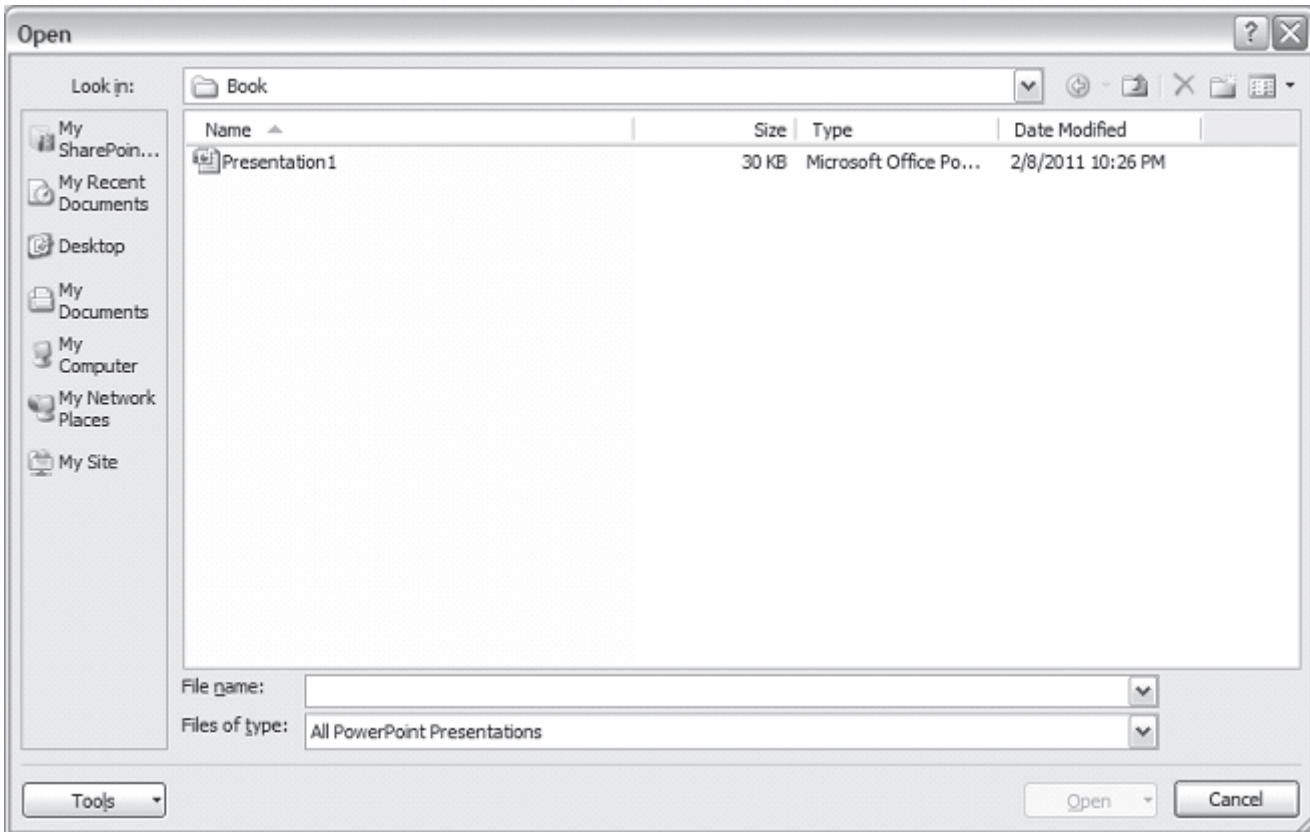 Open
?
Look in:
Book
Name Size Type Date Modified
Presentation1 30 KB Microsoft Office Po... 2/8/2011 10:26 PM
My
SharePoin...
My Recent
Documents
Desktop
My
Documents
My
Computer
My Network
Places
My Site
File name:
Files of type: All PowerPoint Presentations
Tools Open Cancel